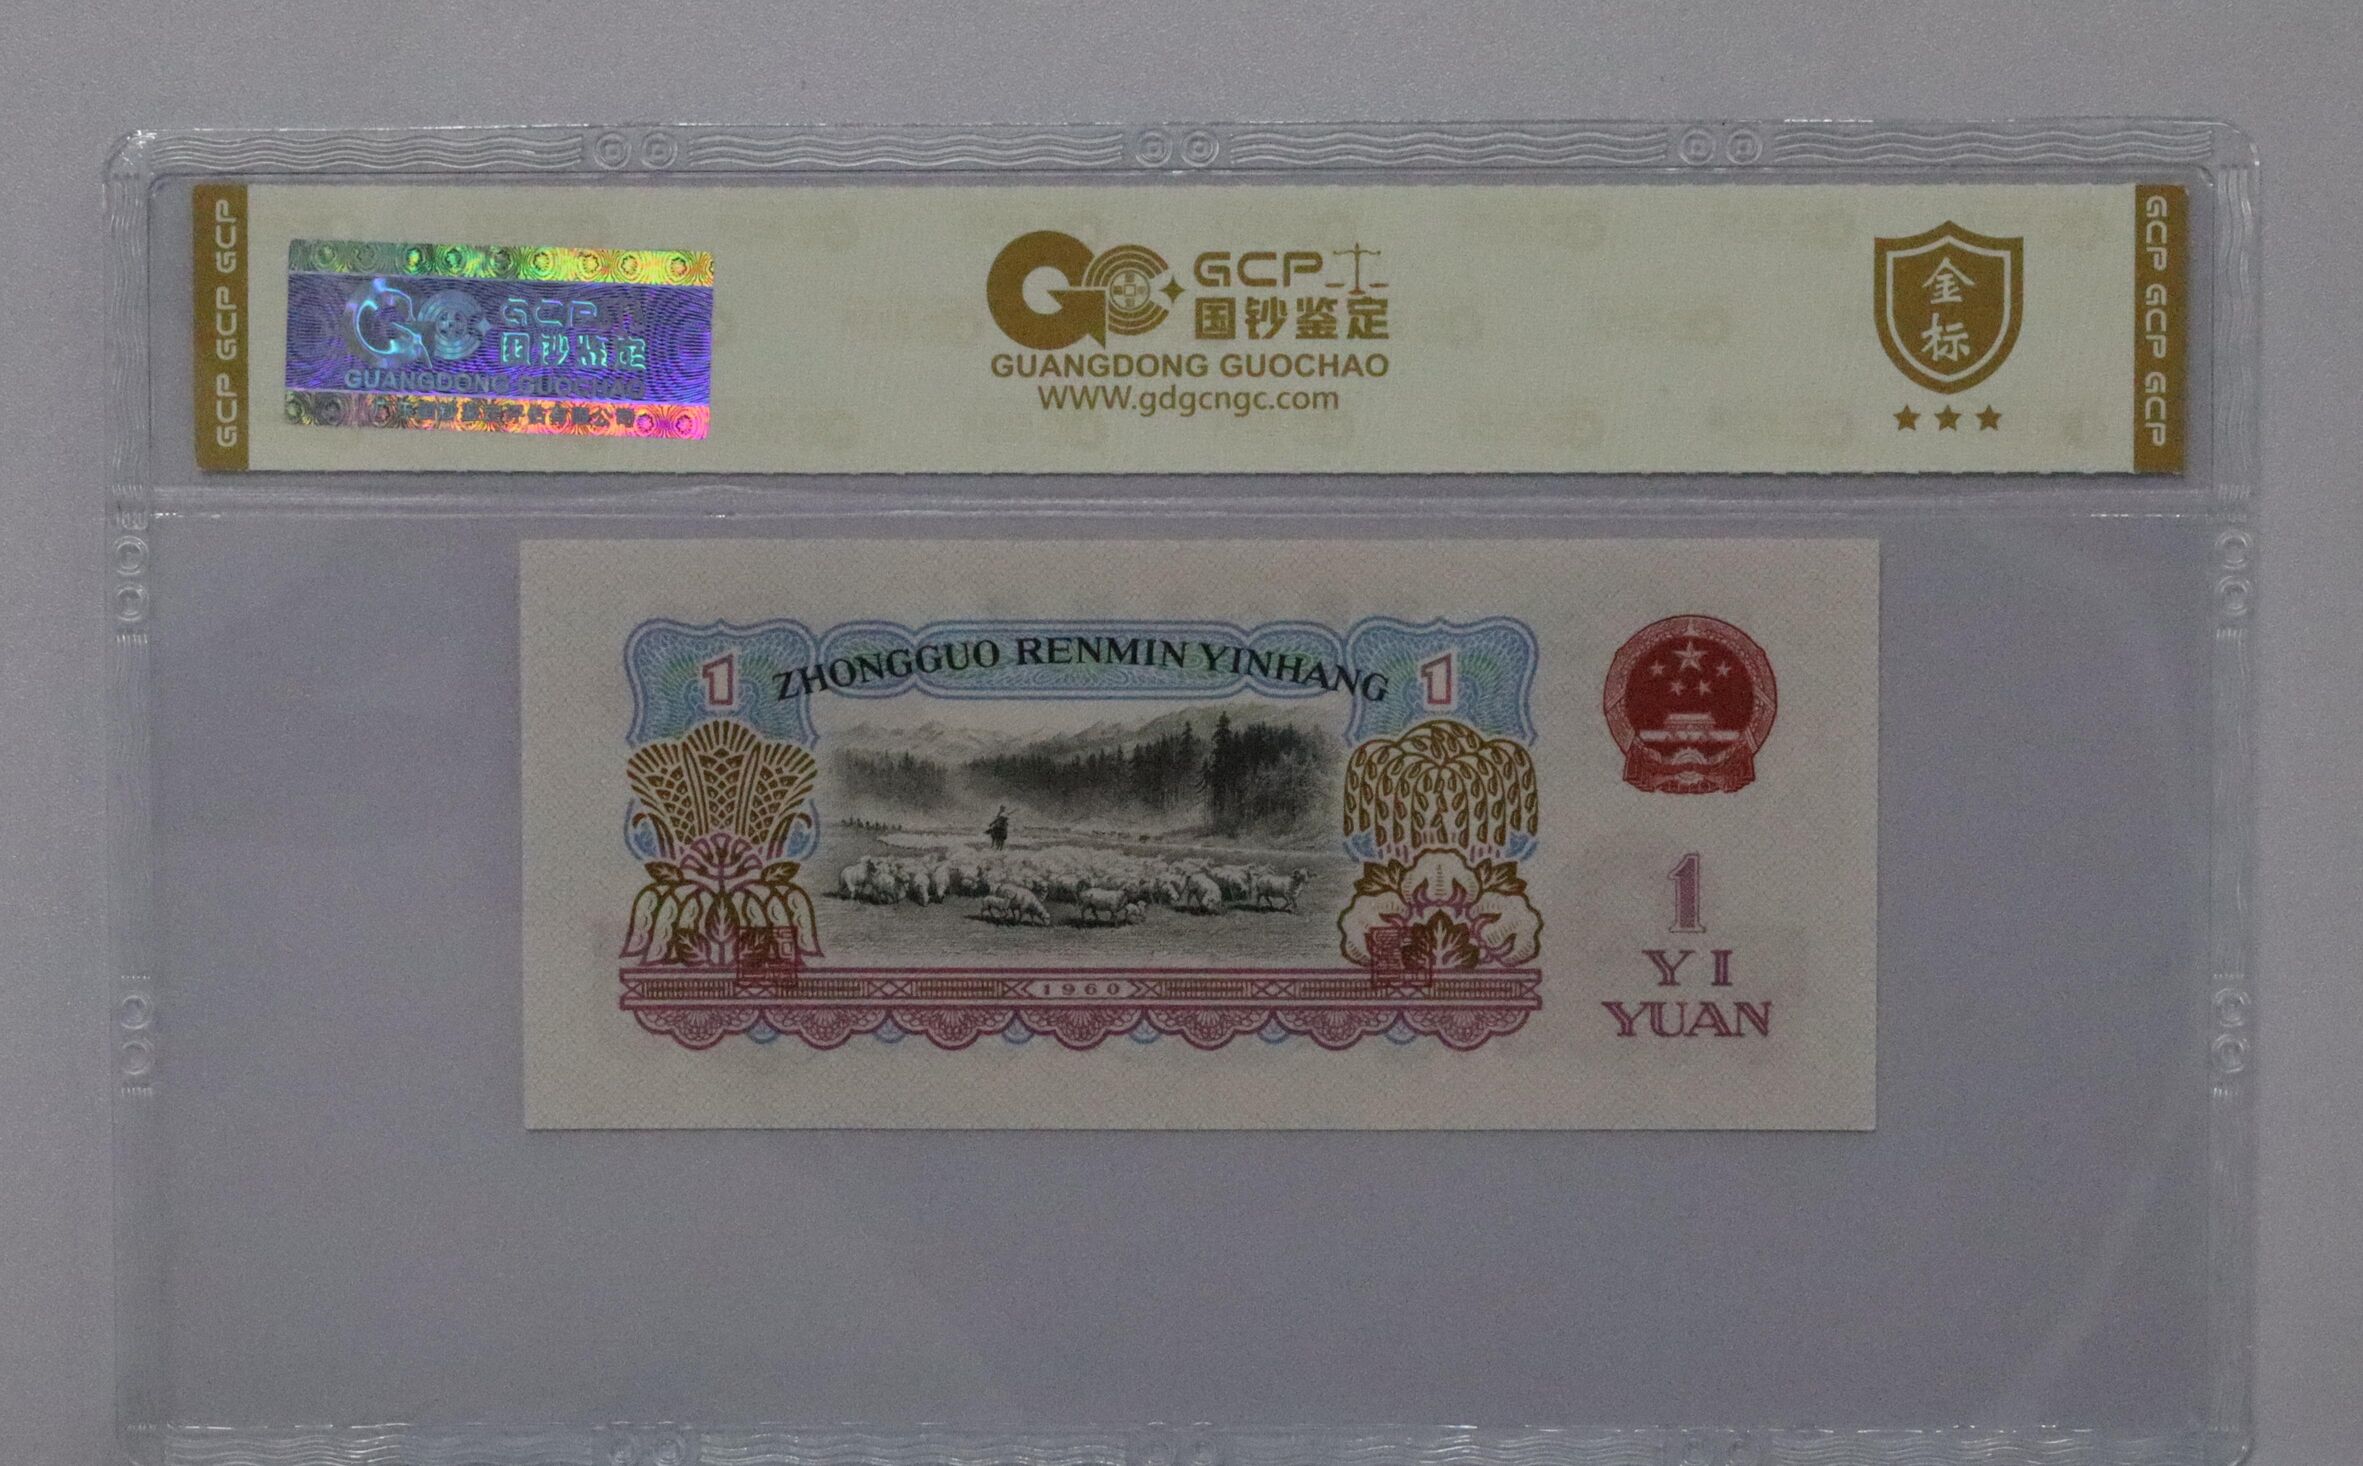 GCP GCP GCP
GCP
国钞鉴定
GUANGDONG GUOCHAO
GCP
国钞鉴定
GUANGDONG GUOCHAO
WWW.gdgcngc.com
金标
GCP GCP GCP
ZHONGGUO RENMIN YINHANG
1
1
1960
1
YI
YUAN